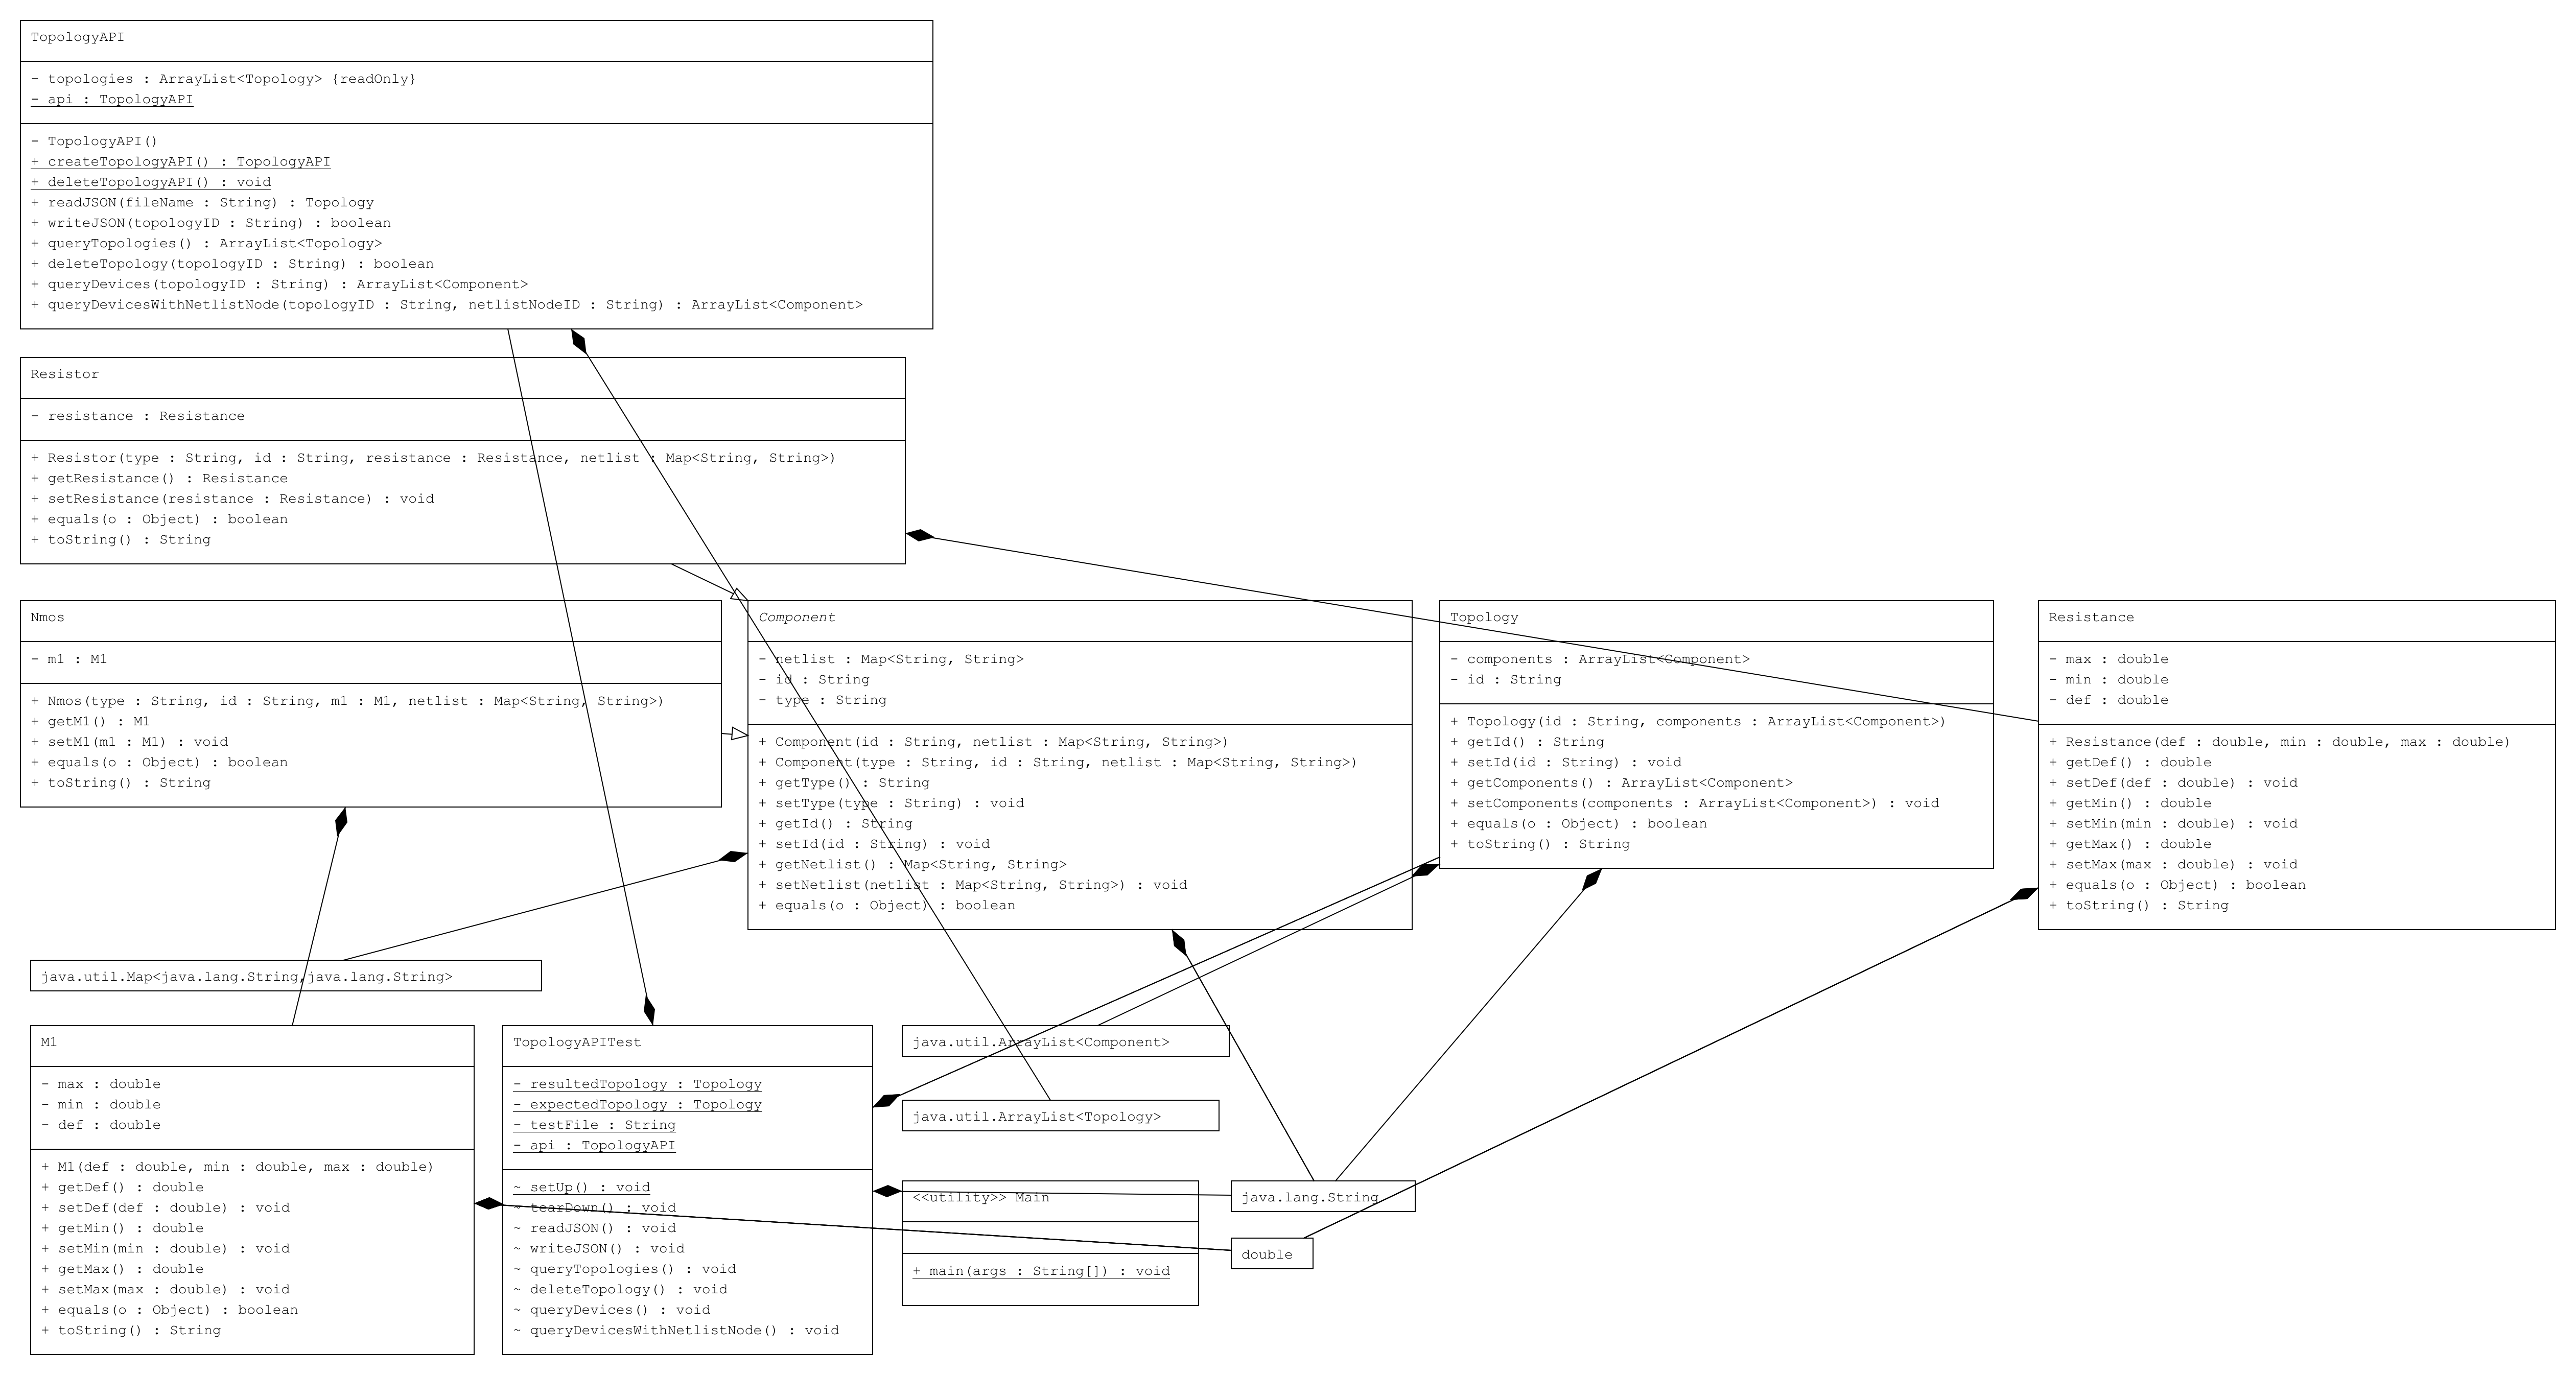 TopologyAPI
- topologies : ArrayList<Topology> {readOnly}
- api : TopologyAPI
- TopologyAPI()
+ createTopologyAPI() : TopologyAPI
+ deleteTopologyAPI() : void
+ readJSON(fileName : String) : Topology
+ writeJSON(topologyID : String) : boolean
+ queryTopologies() : ArrayList<Topology>
+ deleteTopology(topologyID : String) : boolean
+ queryDevices(topologyID : String) : ArrayList<Component>
+ queryDevicesWithNetlistNode(topologyID : String, netlistNodeID : String) : ArrayList<Component>
Resistor
- resistance : Resistance
+ Resistor(type : String, id : String, resistance : Resistance, netlist : Map<String, String>)
+ getResistance() : Resistance
+ setResistance(resistance : Resistance) : void
+ equals(o : Object) : boolean
+ toString() : String
Nmos
- m1 : M1
+ Nmos(type : String, id : String, m1 : M1, netlist : Map<String, String>)
+ getM1() : M1
+ setM1(m1 : M1) : void
+ equals(o : Object) : boolean
+ toString() : String
Component
- netlist : Map<String, String>
- id : String
- type : String
+ Component(id : String, netlist : Map<String, String>)
+ Component(type : String, id : String, netlist : Map<String, String>)
+ getType() : String
+ setType(type : String) : void
+ getId() : String
+ setId(id : String) : void
+ getNetlist() : Map<String, String>
+ setNetlist(netlist : Map<String, String>) : void
+ equals(o : Object) : boolean
Topology
- components : ArrayList<Component>
- id : String
+ Topology(id : String, components : ArrayList<Component>)
+ getId() : String
+ setId(id : String) : void
+ getComponents() : ArrayList<Component>
+ setComponents(components : ArrayList<Component>) : void
+ equals(o : Object) : boolean
+ toString() : String
Resistance
- max : double
- min : double
- def : double
+ Resistance(def : double, min : double, max : double)
+ getDef() : double
+ setDef(def : double) : void
+ getMin() : double
+ setMin(min : double) : void
+ getMax() : double
+ setMax(max : double) : void
+ equals(o : Object) : boolean
+ toString() : String
java.util.Map<java.lang.String,java.lang.String>
M1
- max : double
- min : double
- def : double
+ M1(def : double, min : double, max : double)
+ getDef() : double
+ setDef(def : double) : void
+ getMin() : double
+ setMin(min : double) : void
+ getMax() : double
+ setMax(max : double) : void
+ equals(o : Object) : boolean
+ toString() : String
TopologyAPITest
- resultedTopology : Topology
- expectedTopology : Topology
- testFile : String
- api : TopologyAPI
~ setUp() : void
~ tearDown() : void
~ readJSON() : void
~ writeJSON() : void
~ queryTopologies() : void
~ deleteTopology() : void
~ queryDevices() : void
~ queryDevicesWithNetlistNode() : void
java.util.ArrayList<Component>
java.util.ArrayList<Topology>
<<utility>> Main
+ main(args : String[]) : void
java.lang.String
double